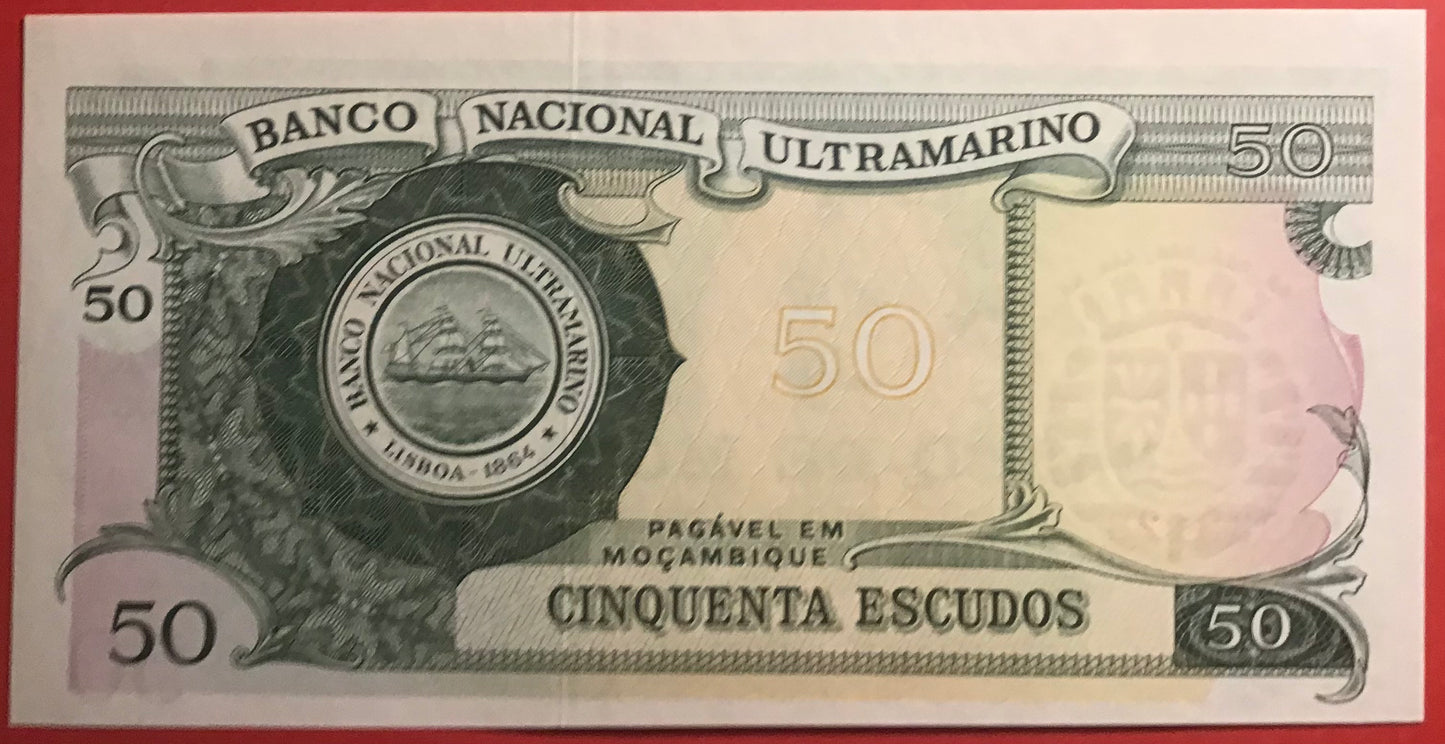 BANCO NACIONAL ULTRAMARINO
50
50
BANCO NACIONAL ULTRAMARINO
LISBOA - 1864
50
PAGÁVEL EM
MOÇAMBIQUE
CINQUENTA ESCUDOS
50
50